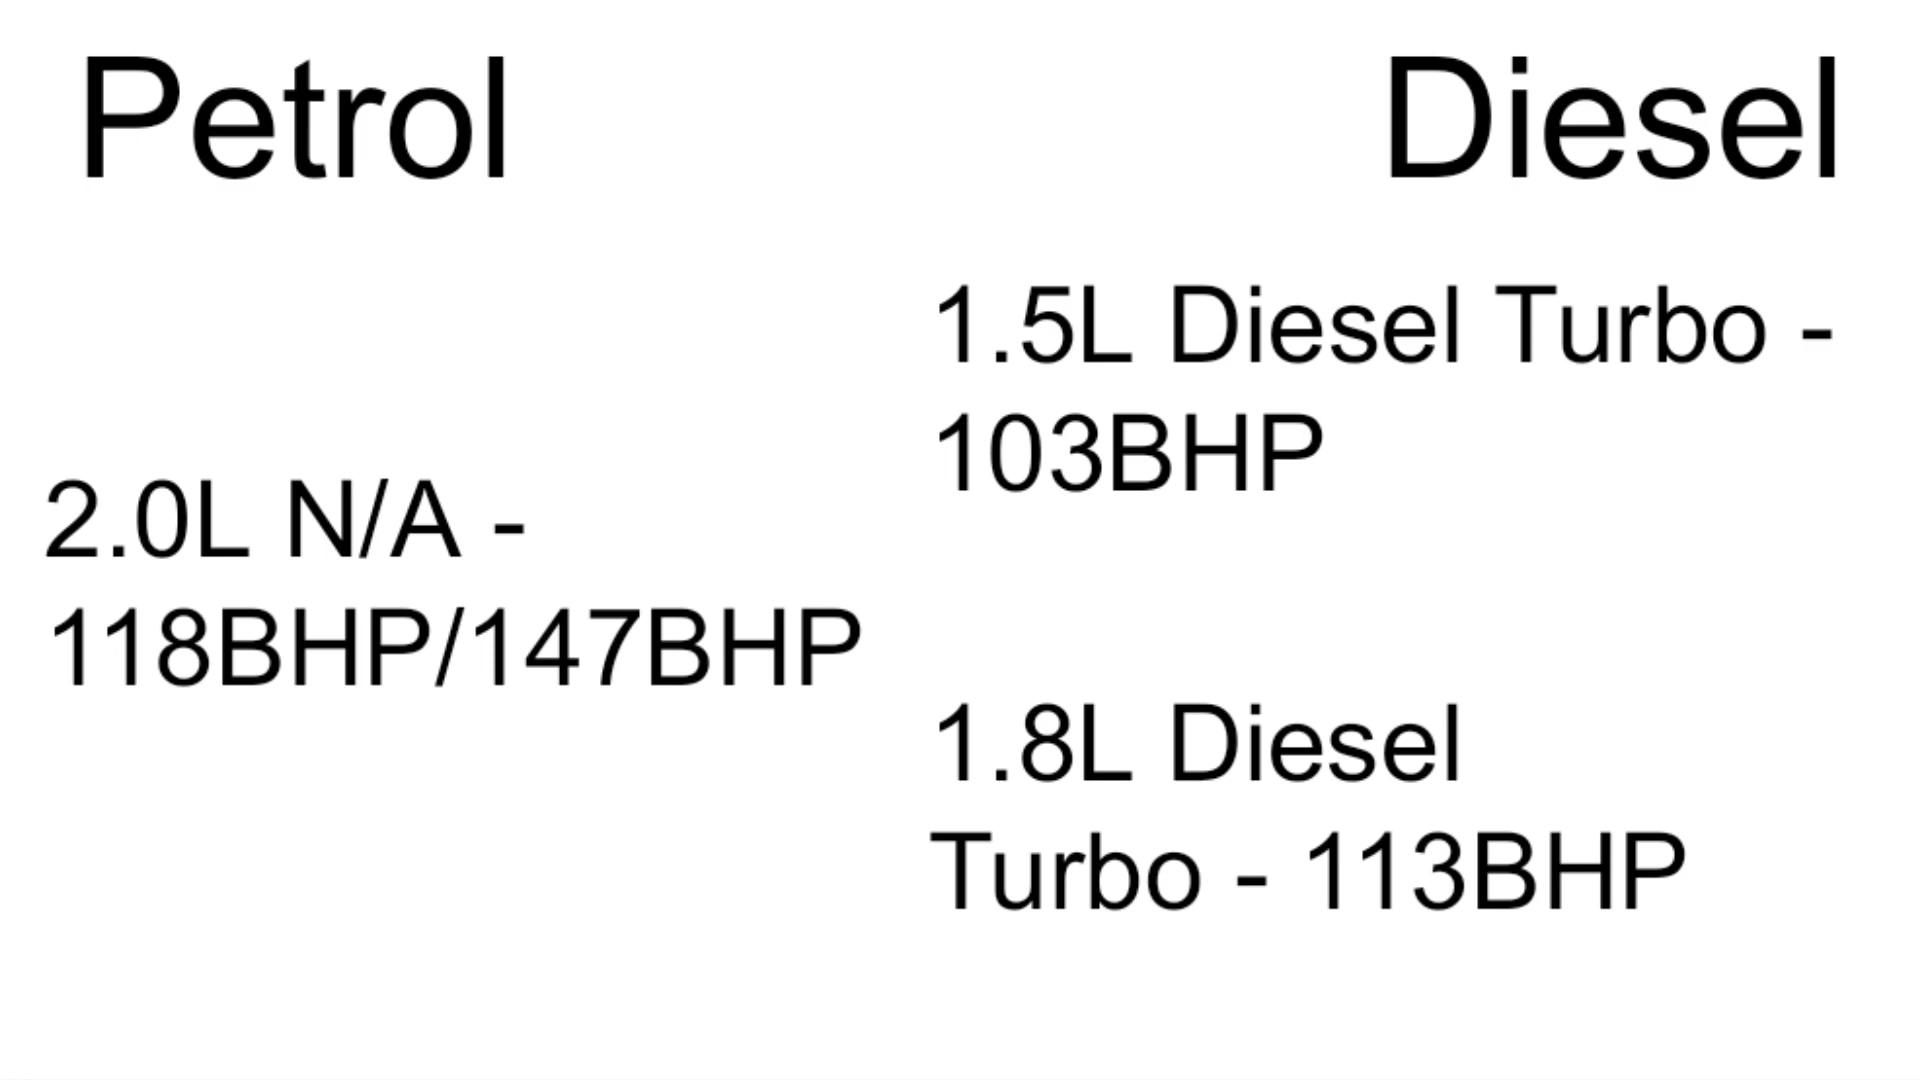 Petrol
Diesel
2.0L N/A -
118BHP/147BHP
1.5L Diesel Turbo -
103BHP
1.8L Diesel
Turbo - 113BHP